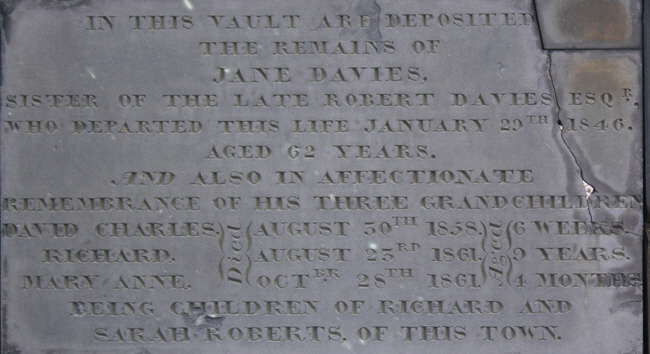 IN THIS VAULT ARE DEPOSITED
THE REMAINS OF
JANE DAVIES,
SISTER OF THE LATE ROBERT DAVIES ESQR,
WHO DEPARTED THIS LIFE JANUARY 29TH 1846.
AGED 62 YEARS.
AND ALSO IN AFFECTIONATE
REMEMBRANCE OF HIS THREE GRANDCHILDREN
DAVID CHARLES. Died AUGUST 30TH 1858. Aged 6 WEEKS.
RICHARD. AUGUST 23RD 1861. 9 YEARS.
MARY ANNE. OCTBER 28TH 1861. 4 MONTHS.
BEING CHILDREN OF RICHARD AND
SARAH ROBERTS, OF THIS TOWN.